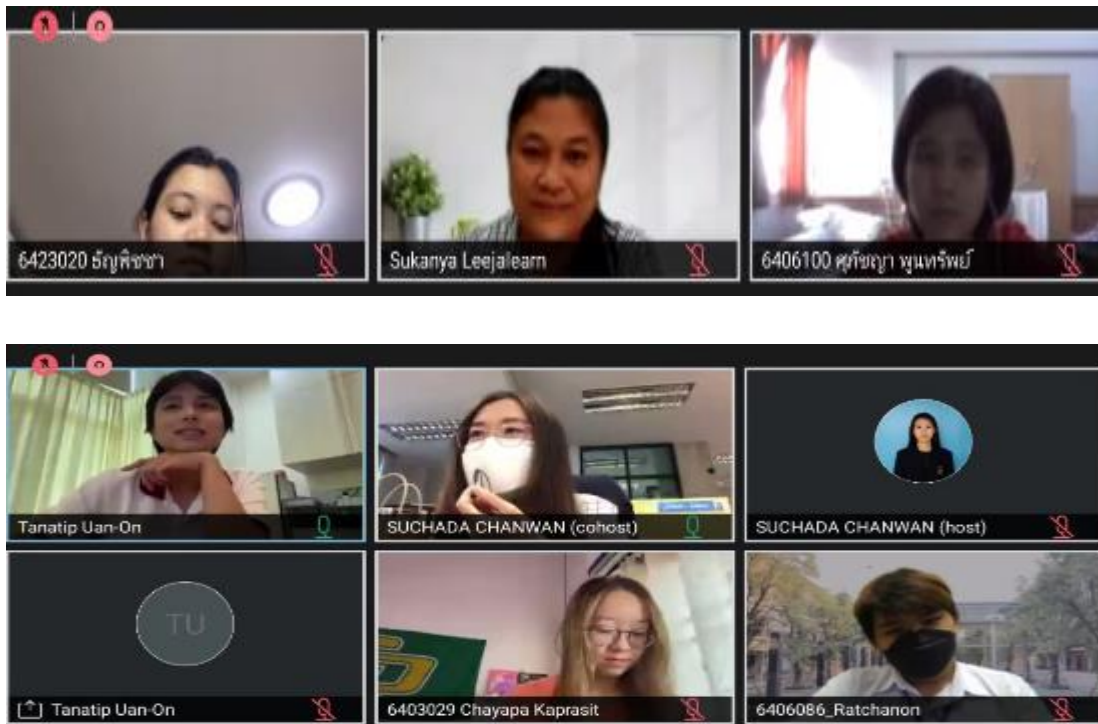 6423020 ธัญพิชชา
Sukanya Leejalearn
6406100 ศุภัชญา พูนทรัพย์
Tanatip Uan-On
SUCHADA CHANWAN (cohost)
SUCHADA CHANWAN (host)
TU
Tanatip Uan-On
6403029 Chayapa Kaprasit
6406086_Ratchanon